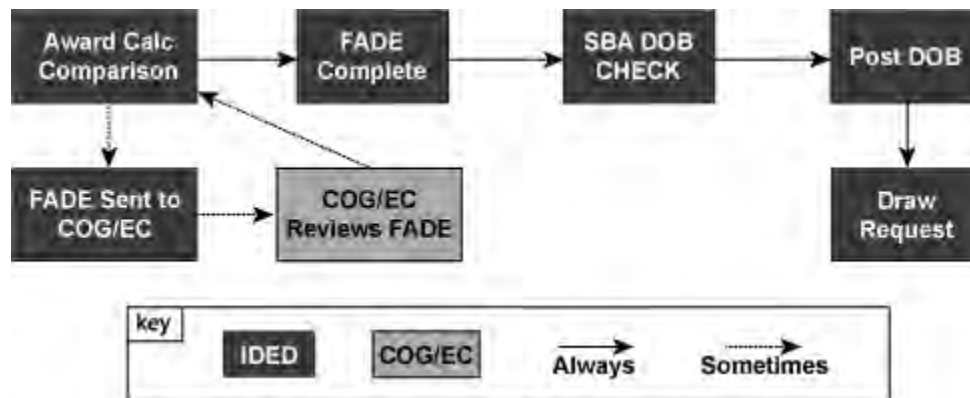 Award Calc
Comparison
FADE
Complete
SBA DOB
CHECK
Post DOB
FADE Sent to
COG/EC
COG/EC
Reviews FADE
Draw
Request
key
IDED
COG/EC
Always
Sometimes